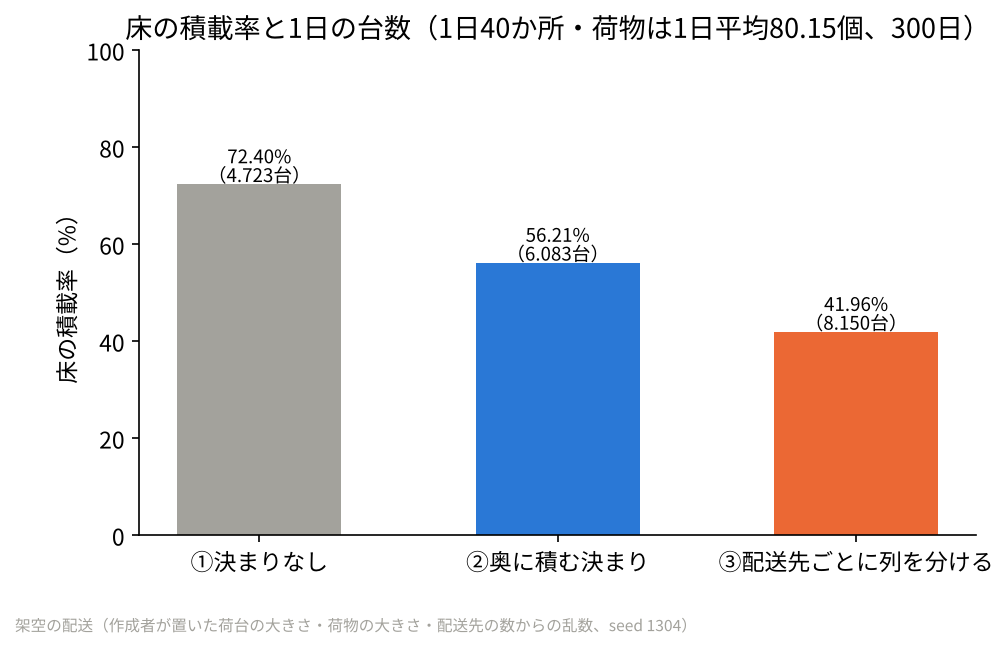 床の積載率と1日の台数（1日40か所・荷物は1日平均80.15個、300日）
床の積載率（%）
100
80
60
40
20
0
72.40%
（4.723台）
56.21%
（6.083台）
41.96%
（8.150台）
①決まりなし
②奥に積む決まり
③配送先ごとに列を分ける
架空の配送（作成者が置いた荷台の大きさ・荷物の大きさ・配送先の数からの乱数、seed 1304）